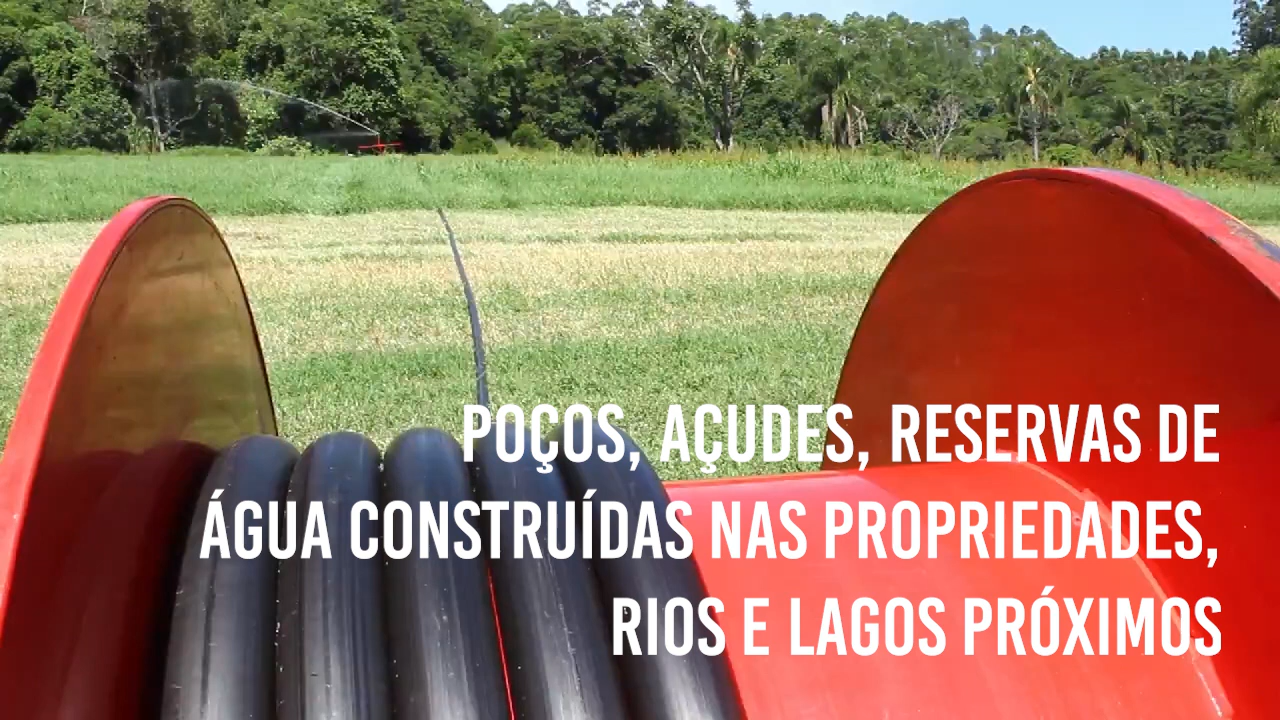 POÇOS, AÇUDES, RESERVAS DE
ÁGUA CONSTRUÍDAS NAS PROPRIEDADES,
RIOS E LAGOS PRÓXIMOS